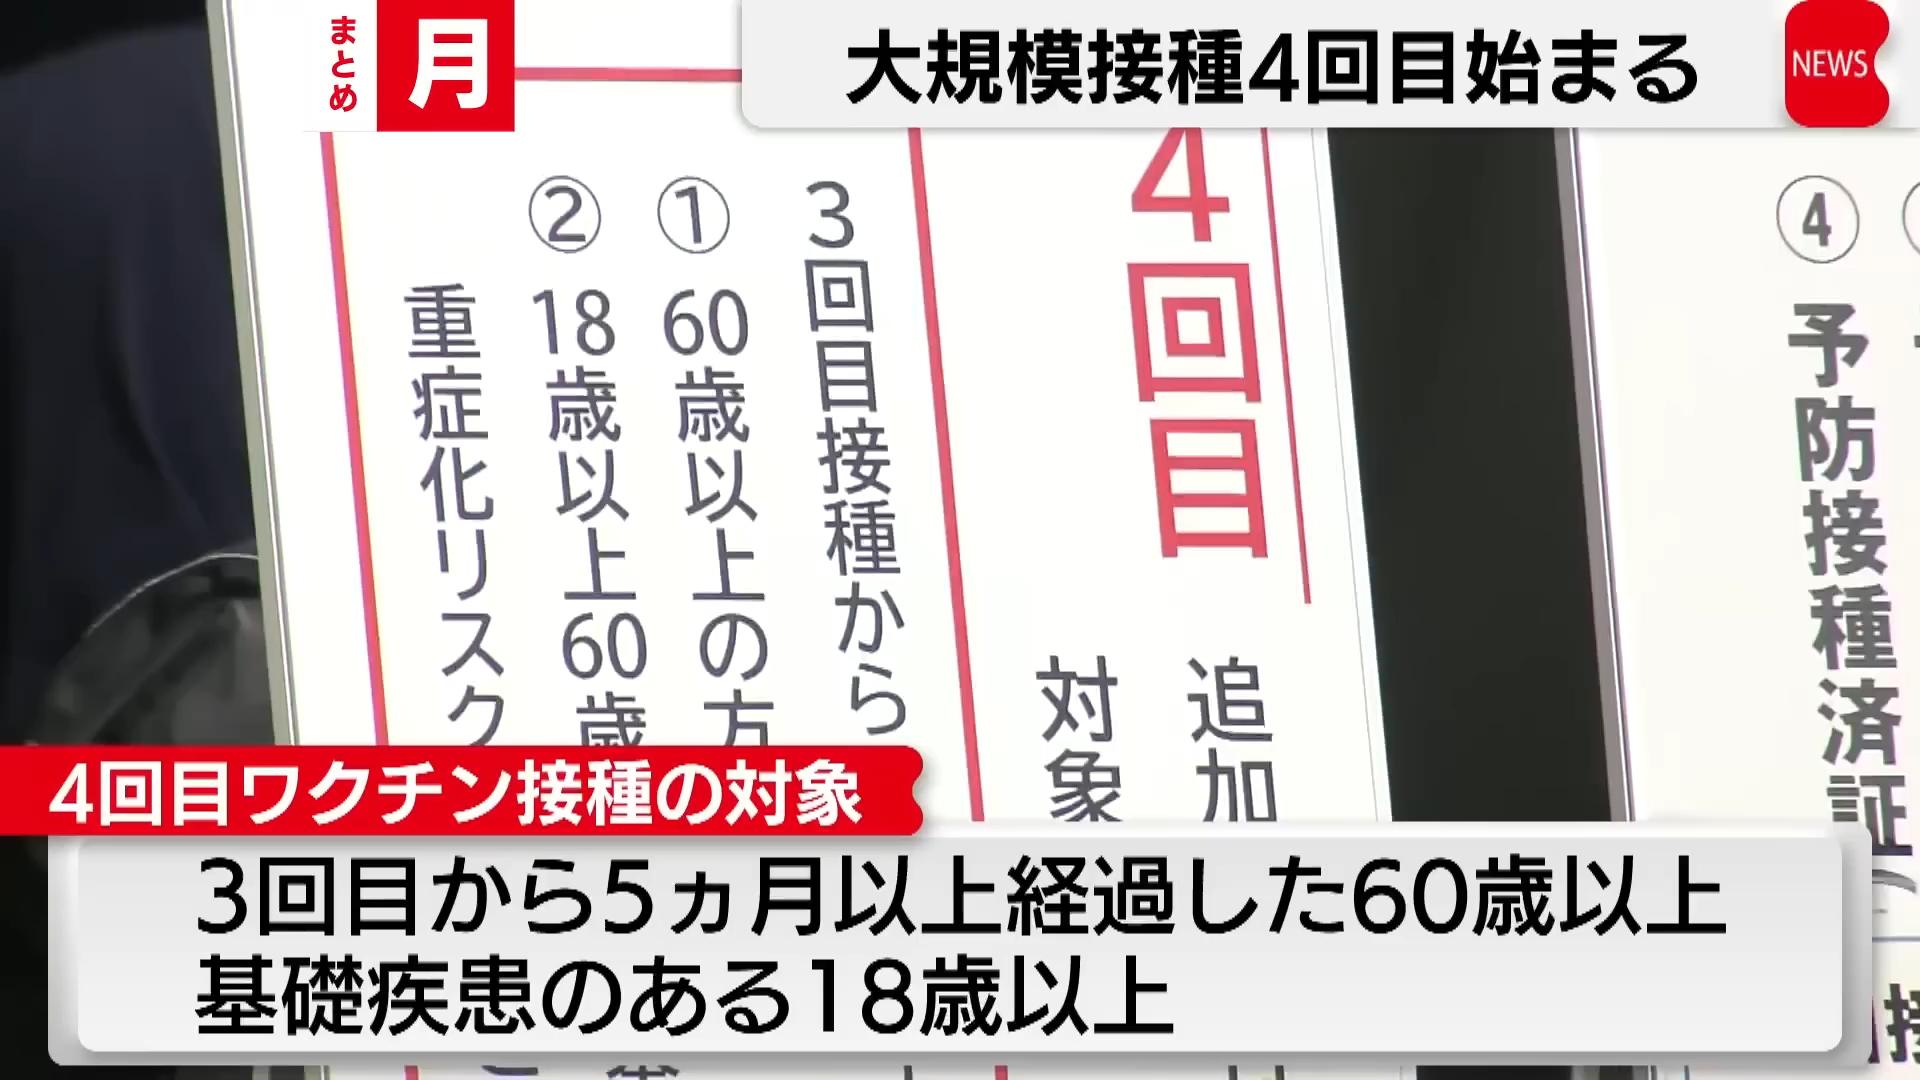 まとめ
月
大規模接種4回目始まる
NEWS
④
予防接種済証(
4回目
追加
対象
3回目接種から
① 60歳以上の方
② 18歳以上60歳
重症化リスク
4回目ワクチン接種の対象
3回目から5ヵ月以上経過した60歳以上
基礎疾患のある18歳以上